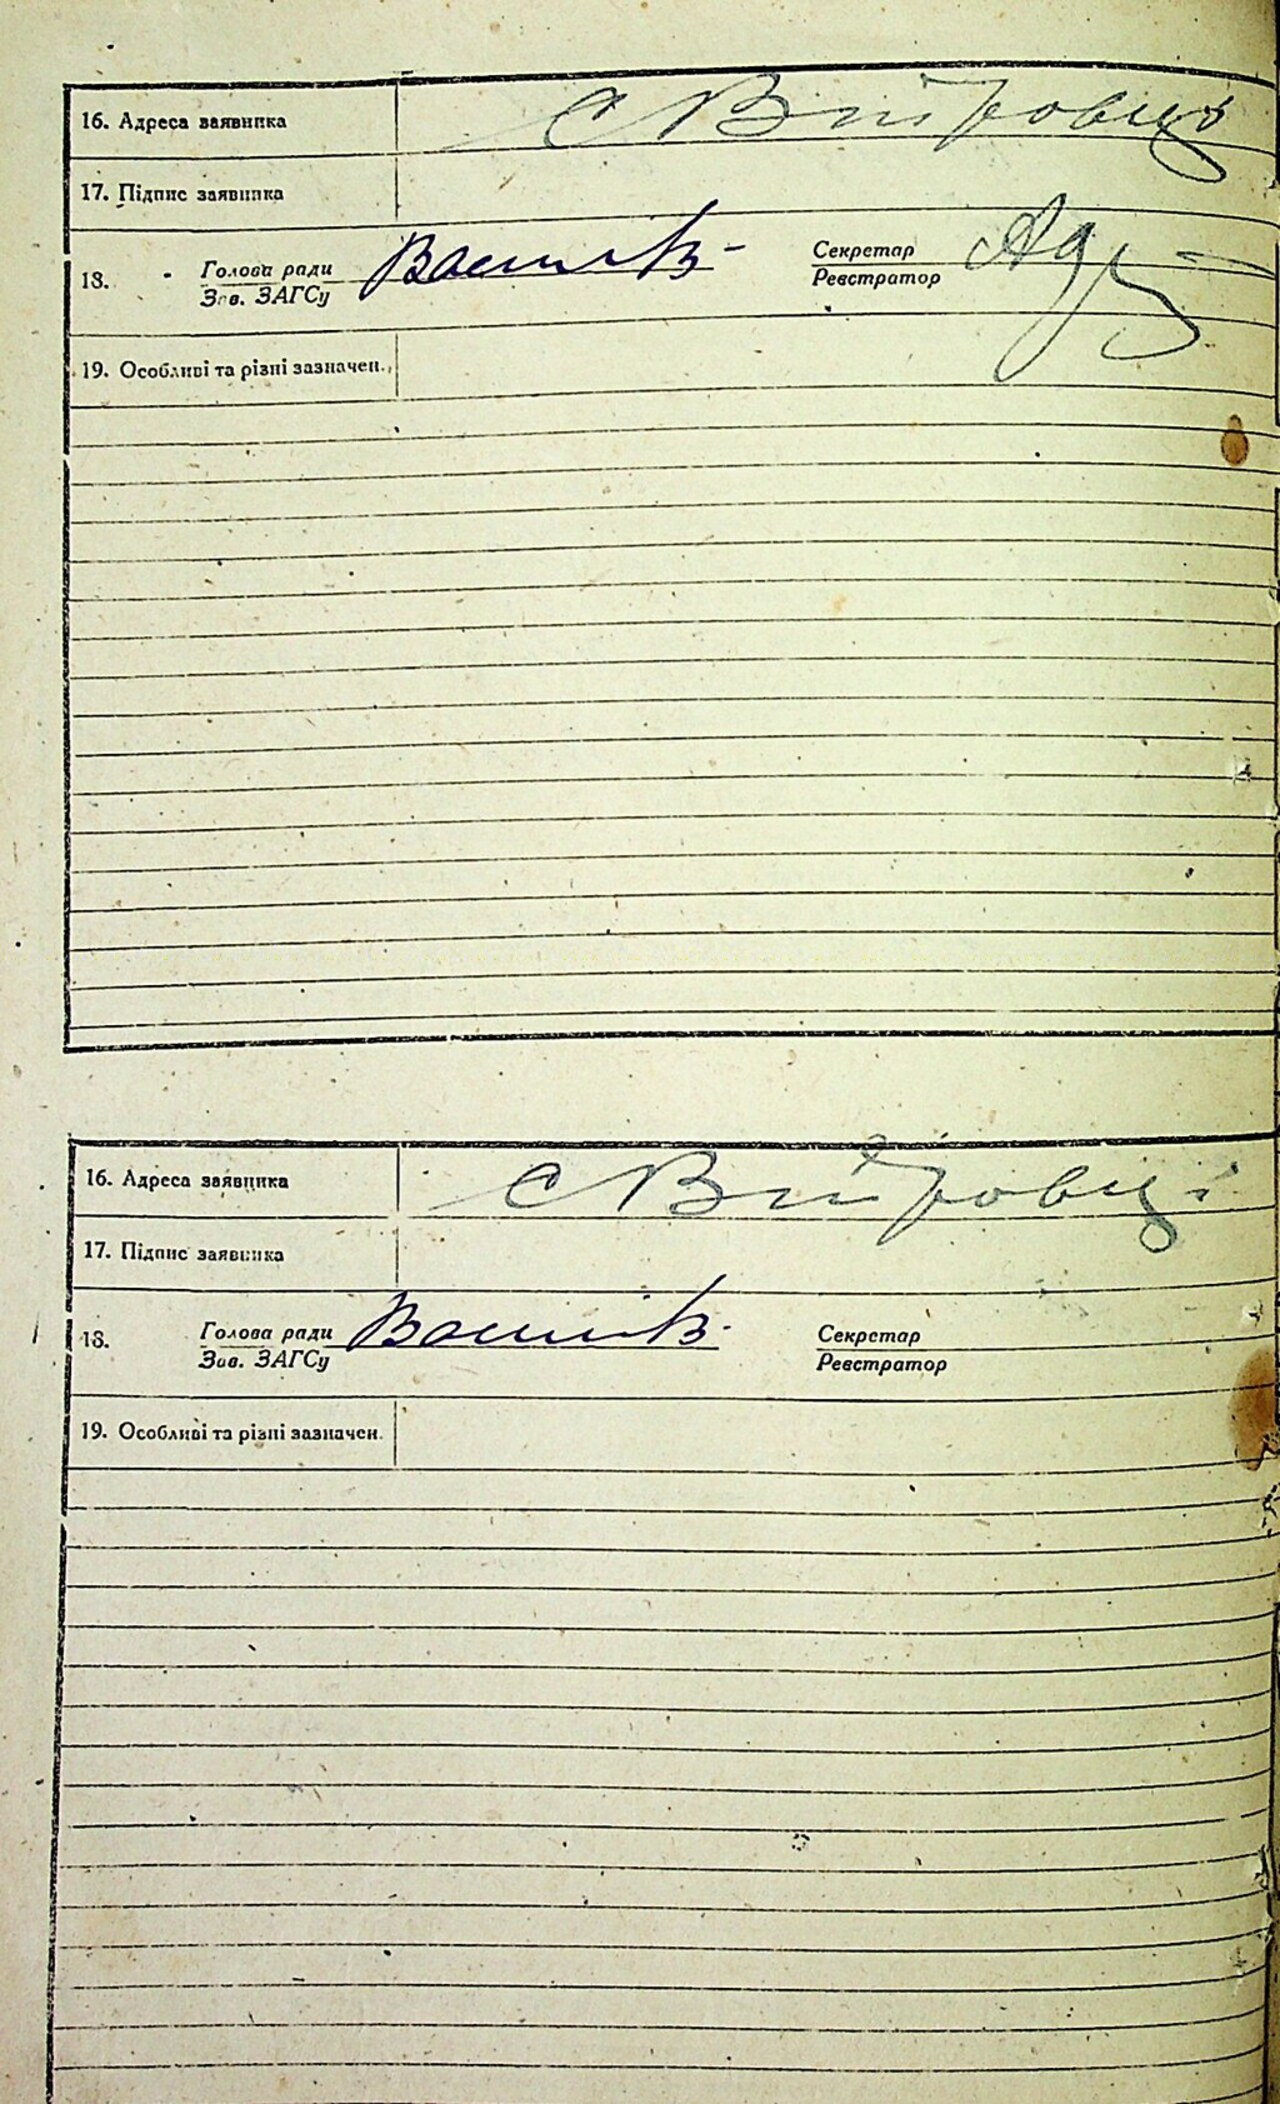 16. Адреса заявника с Вітровці
17. Підпис заявника
18. Голова ради Секретар
Зав. ЗАГСу Реєстратор
19. Особливі та різні зазначен.
16. Адреса заявника с Вітровці
17. Підпис заявника
18. Голова ради Секретар
Зав. ЗАГСу Реєстратор
19. Особливі та різні зазначен.